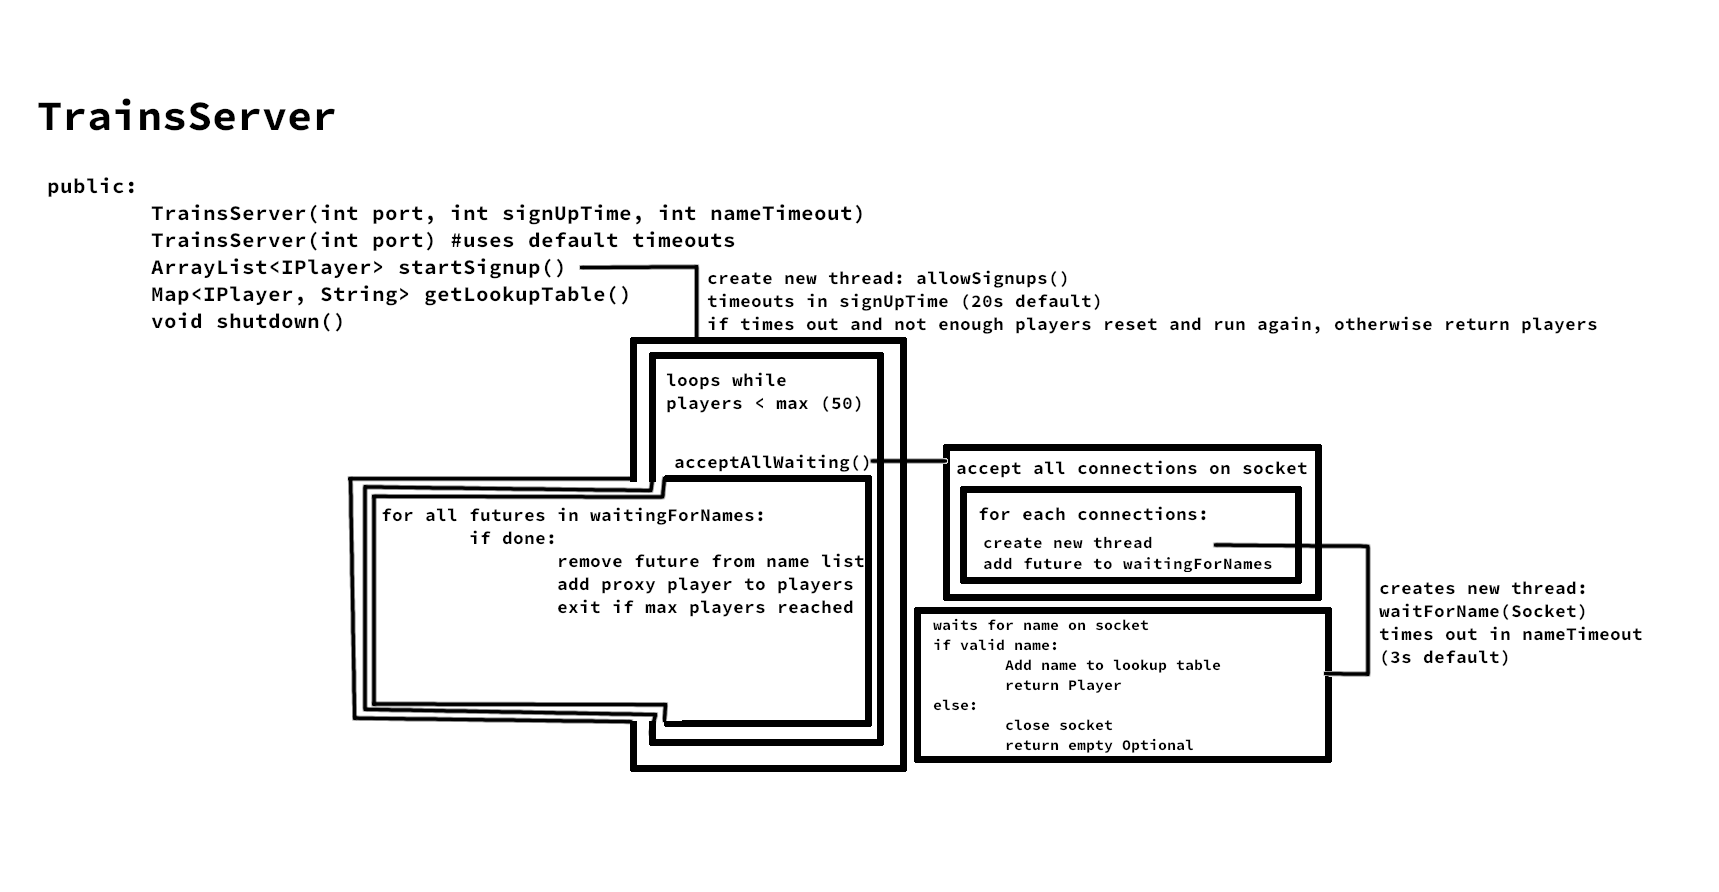 TrainsServer
public:
TrainsServer(int port, int signUpTime, int nameTimeout)
TrainsServer(int port) #uses default timeouts
ArrayList<IPlayer> startSignup()
Map<IPlayer, String> getLookupTable()
void shutdown()
create new thread: allowSignups()
timeouts in signUpTime (20s default)
if times out and not enough players reset and run again, otherwise return players
loops while
players < max (50)
acceptAllWaiting()
for all futures in waitingForNames:
if done:
remove future from name list
add proxy player to players
exit if max players reached
accept all connections on socket
for each connections:
create new thread
add future to waitingForNames
creates new thread:
waitForName(Socket)
times out in nameTimeout
(3s default)
waits for name on socket
if valid name:
Add name to lookup table
return Player
else:
close socket
return empty Optional